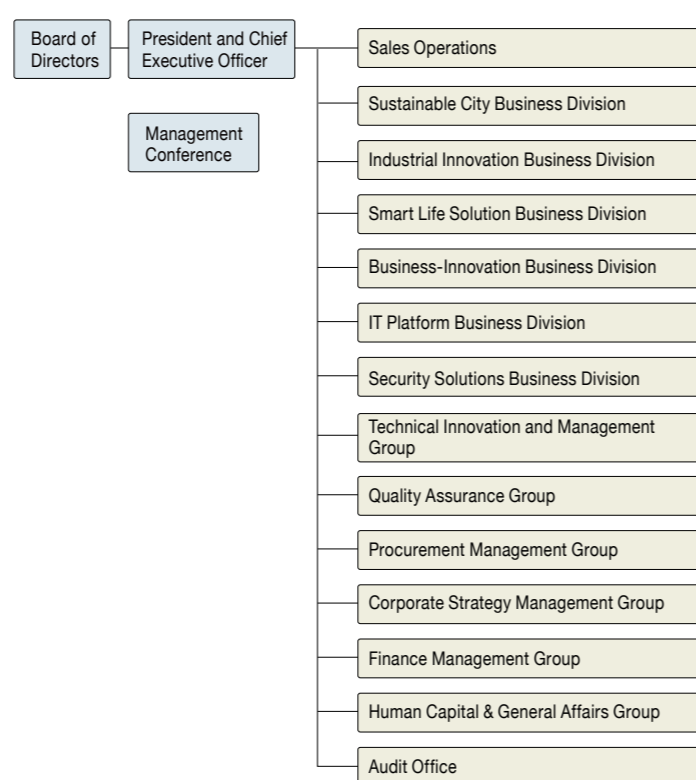 Board of
Directors
President and Chief
Executive Officer
Management
Conference
Sales Operations
Sustainable City Business Division
Industrial Innovation Business Division
Smart Life Solution Business Division
Business-Innovation Business Division
IT Platform Business Division
Security Solutions Business Division
Technical Innovation and Management
Group
Quality Assurance Group
Procurement Management Group
Corporate Strategy Management Group
Finance Management Group
Human Capital & General Affairs Group
Audit Office